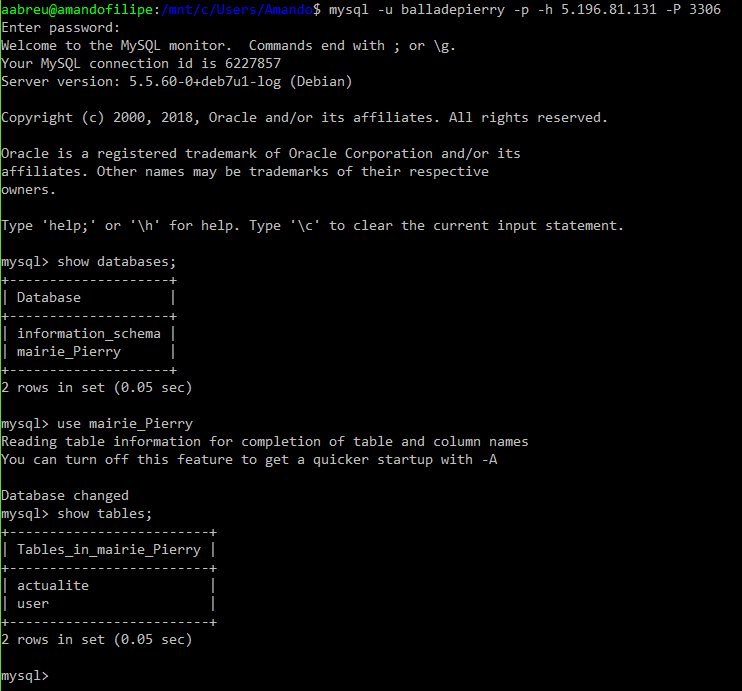 aabreu@amandofilipe:/mnt/c/Users/Amando$ mysql -u balladepierry -p -h 5.196.81.131 -P 3306
Enter password:
Welcome to the MySQL monitor.  Commands end with ; or \g.
Your MySQL connection id is 6227857
Server version: 5.5.60-0+deb7u1-log (Debian)

Copyright (c) 2000, 2018, Oracle and/or its affiliates. All rights reserved.

Oracle is a registered trademark of Oracle Corporation and/or its
affiliates. Other names may be trademarks of their respective
owners.

Type 'help;' or '\h' for help. Type '\c' to clear the current input statement.

mysql> show databases;
+--------------------+
| Database           |
+--------------------+
| information_schema |
| mairie_Pierry      |
+--------------------+
2 rows in set (0.05 sec)

mysql> use mairie_Pierry
Reading table information for completion of table and column names
You can turn off this feature to get a quicker startup with -A

Database changed
mysql> show tables;
+-------------------------+
| Tables_in_mairie_Pierry |
+-------------------------+
| actualite               |
| user                    |
+-------------------------+
2 rows in set (0.05 sec)

mysql>